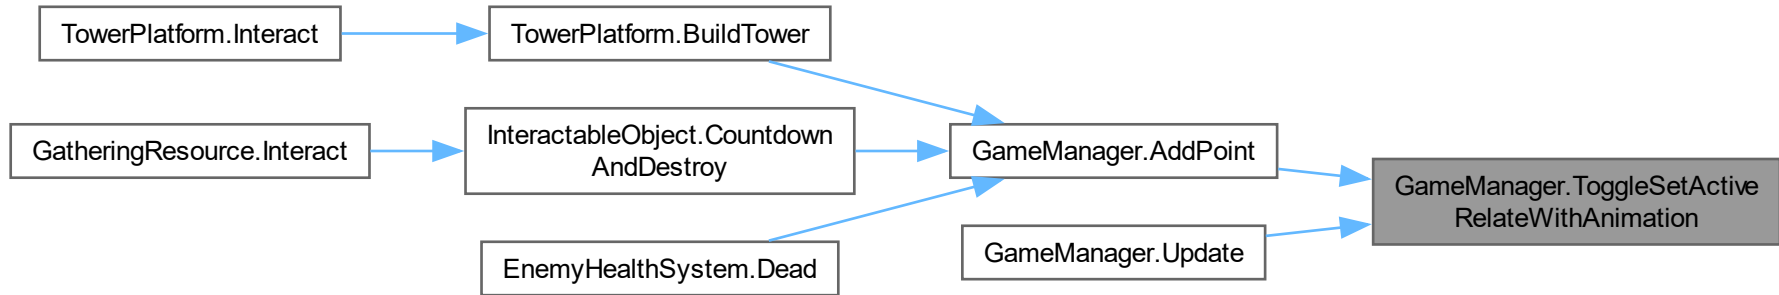 TowerPlatform.Interact
TowerPlatform.BuildTower
GatheringResource.Interact
InteractableObject.Countdown
AndDestroy
GameManager.AddPoint
GameManager.ToggleSetActive
RelateWithAnimation
EnemyHealthSystem.Dead
GameManager.Update